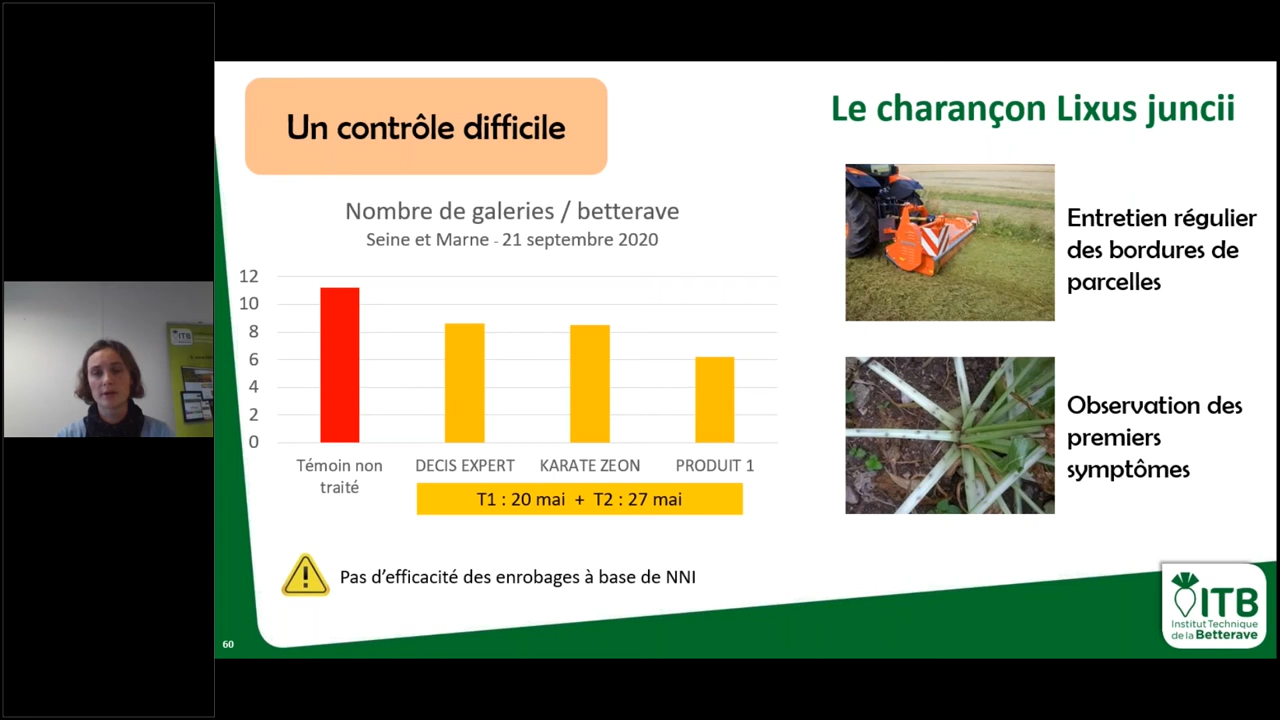 Un contrôle difficile
Le charançon Lixus juncii
Nombre de galeries / betterave
Seine et Marne - 21 septembre 2020
12
10
8
6
4
2
0
Témoin non
traité
DECIS EXPERT
KARATE ZEON
PRODUIT 1
T1 : 20 mai + T2 : 27 mai
Pas d'efficacité des enrobages à base de NNI
Entretien régulier
des bordures de
parcelles
Observation des
premiers
symptômes
60
ITB
Institut Technique
de la Betterave
ITB